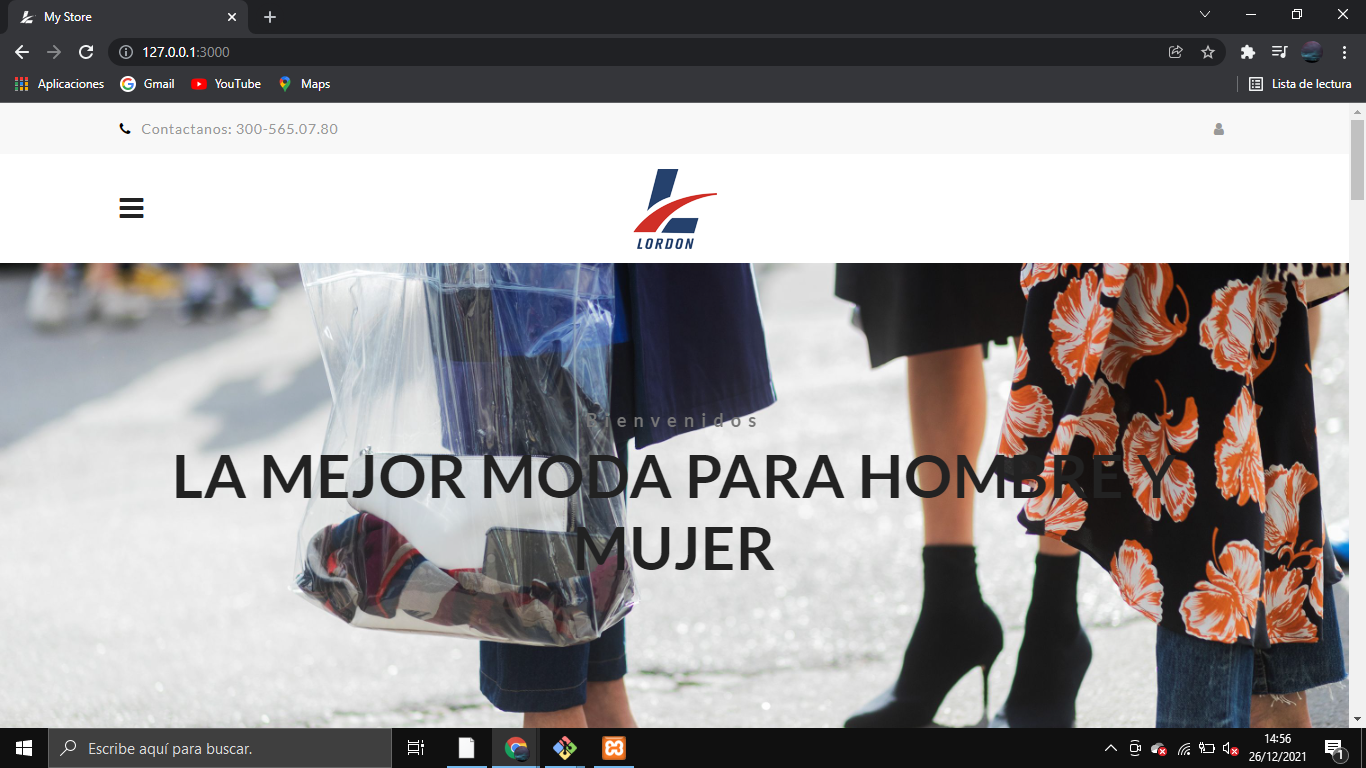 My Store
127.0.0.1:3000
Aplicaciones
Gmail
YouTube
Maps
Lista de lectura
Contactanos: 300-565.07.80
LORDON
Bienvenidos
LA MEJOR MODA PARA HOMBRE Y
MUJER
Escribe aquí para buscar.
14:56
26/12/2021
1